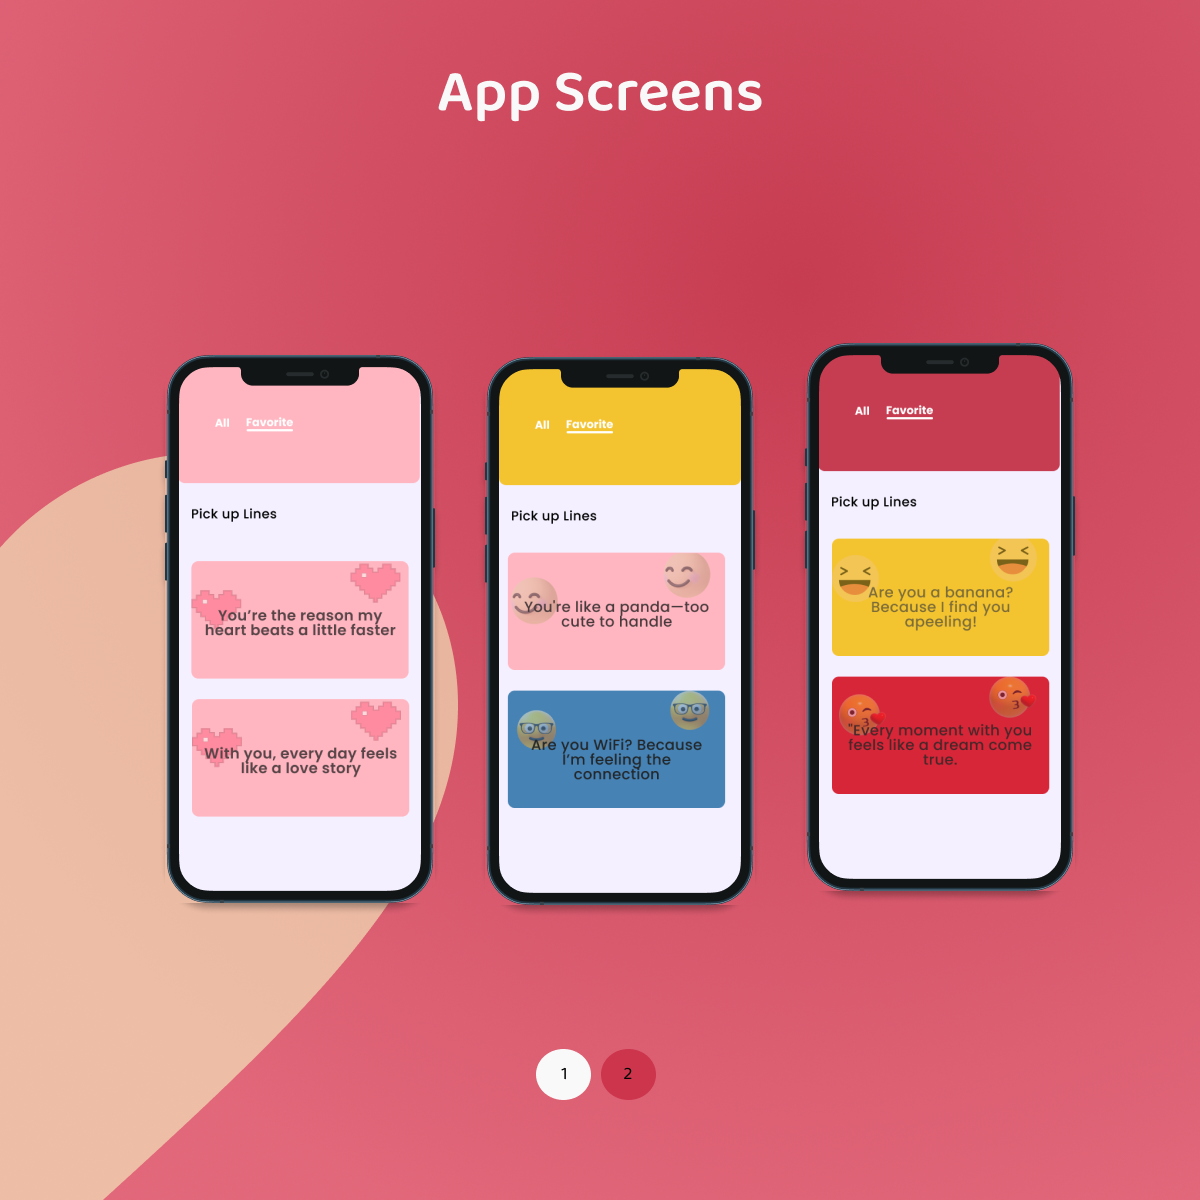 App Screens
All Favorite
Pick up Lines
You’re the reason my
heart beats a little faster
With you, every day feels
like a love story
All Favorite
Pick up Lines
You're like a panda—too
cute to handle
Are you WiFi? Because
I’m feeling the
connection
All Favorite
Pick up Lines
Are you a banana?
Because I find you
apeeling!
"Every moment with you
feels like a dream come
true.
1 2